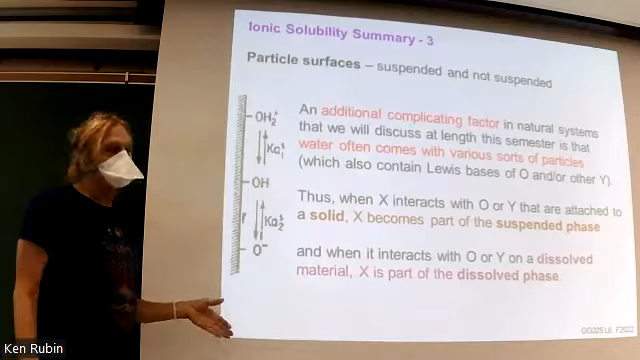 Ionic Solubility Summary - 3
Particle surfaces – suspended and not suspended
An additional complicating factor in natural systems
that we will discuss at length this semester is that
water often comes with various sorts of particles
(which also contain Lewis bases of O and/or other Y).
Thus, when X interacts with O or Y that are attached to
a solid, X becomes part of the suspended phase
and when it interacts with O or Y on a dissolved
material, X is part of the dissolved phase
OH₂⁺
Ka₁ˢ
OH
Ka₂ˢ
O⁻
GG325 L8, F2022
Ken Rubin